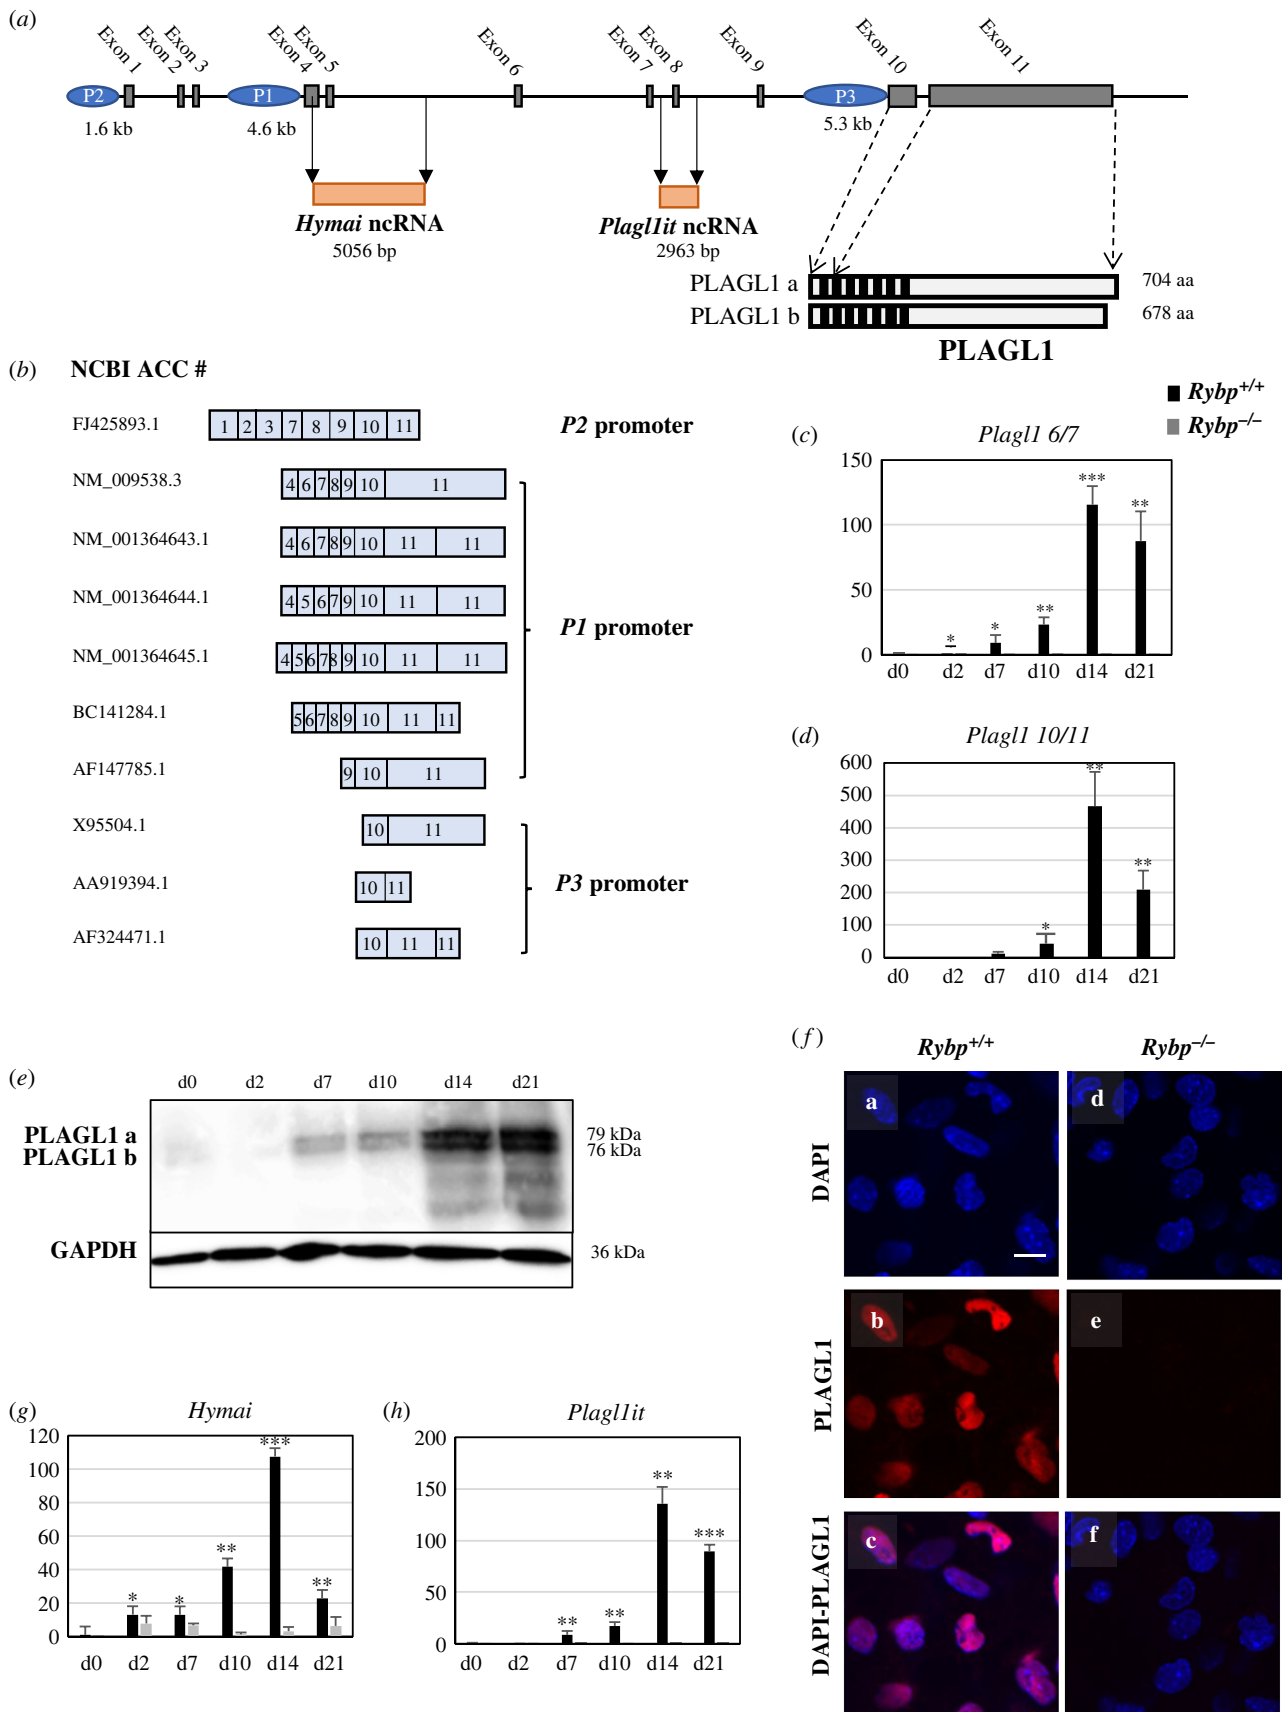 (a)
Exon 1 Exon 2 Exon 3 Exon 4 Exon 5 Exon 6 Exon 7 Exon 8 Exon 9 Exon 10 Exon 11
P2 P1 P3
1.6 kb 4.6 kb 5.3 kb
Hymai ncRNA Plagl1it ncRNA
5056 bp 2963 bp
PLAGL1 a 704 aa
PLAGL1 b 678 aa
PLAGL1
(b) NCBI ACC #
FJ425893.1 1 2 3 7 8 9 10 11 P2 promoter
NM_009538.3 4 6 7 8 9 10 11
NM_001364643.1 4 6 7 8 9 10 11 11
NM_001364644.1 4 5 6 7 9 10 11 11
P1 promoter
NM_001364645.1 4 5 6 7 8 9 10 11 11
BC141284.1 5 6 7 8 9 10 11 11
AF147785.1 9 10 11
X95504.1 10 11
AA919394.1 10 11 P3 promoter
AF324471.1 10 11 11
Rybp+/+
Rybp–/–
(c) Plagl1 6/7
150
100
50
0
* * ** *** **
d0 d2 d7 d10 d14 d21
(d) Plagl1 10/11
600
500
400
300
200
100
0
* ** **
d0 d2 d7 d10 d14 d21
(e) d0 d2 d7 d10 d14 d21
PLAGL1 a 79 kDa
PLAGL1 b 76 kDa
GAPDH 36 kDa
(f) Rybp+/+ Rybp–/–
DAPI a d
PLAGL1 b e
DAPI-PLAGL1 c f
(g) Hymai
120
100
80
60
40
20
0
* * ** *** **
d0 d2 d7 d10 d14 d21
(h) Plagl1it
200
150
100
50
0
** ** ** ***
d0 d2 d7 d10 d14 d21